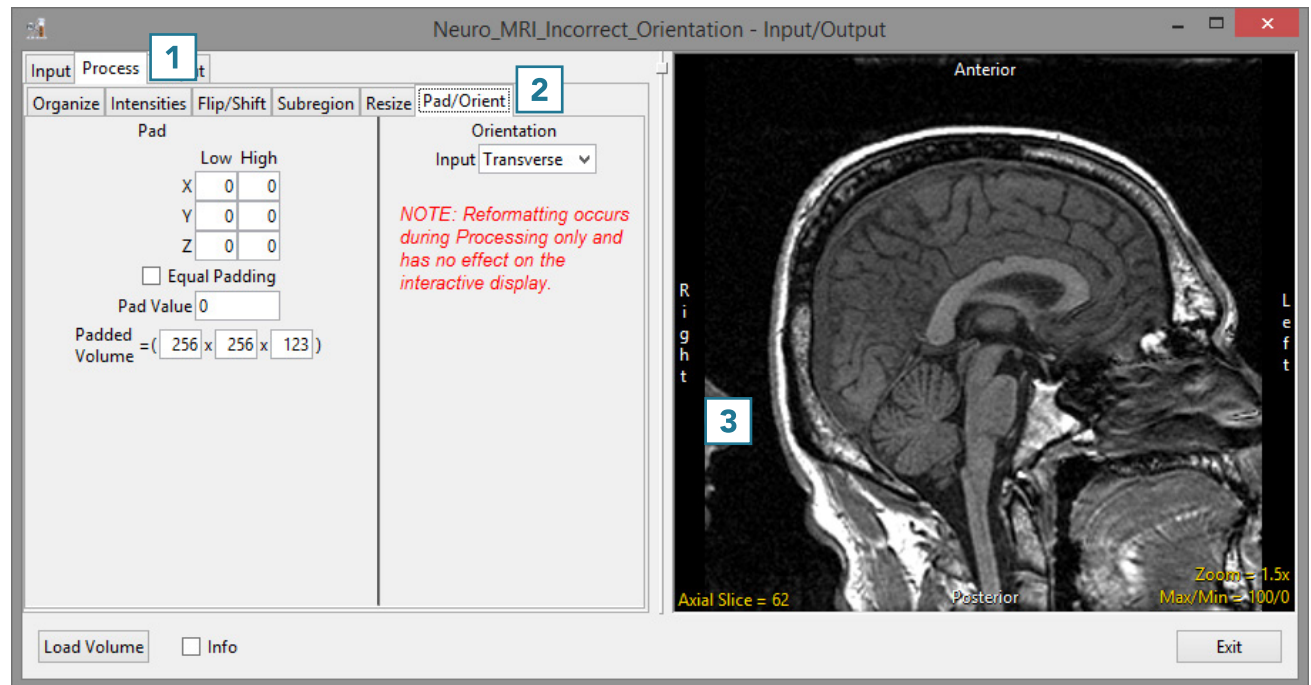 Neuro_MRI_Incorrect_Orientation - Input/Output
1
Input Process t
2
Organize Intensities Flip/Shift Subregion Resize Pad/Orient
Pad
Low High
X 0 0
Y 0 0
Z 0 0
Equal Padding
Pad Value 0
Padded Volume =( 256 x 256 x 123 )
Orientation
Input Transverse
NOTE: Reformatting occurs
during Processing only and
has no effect on the
interactive display.
Anterior
Right
Left
3
Axial Slice = 62
Posterior
Zoom = 1.5x
Max/Min = 100/0
Load Volume
Info
Exit